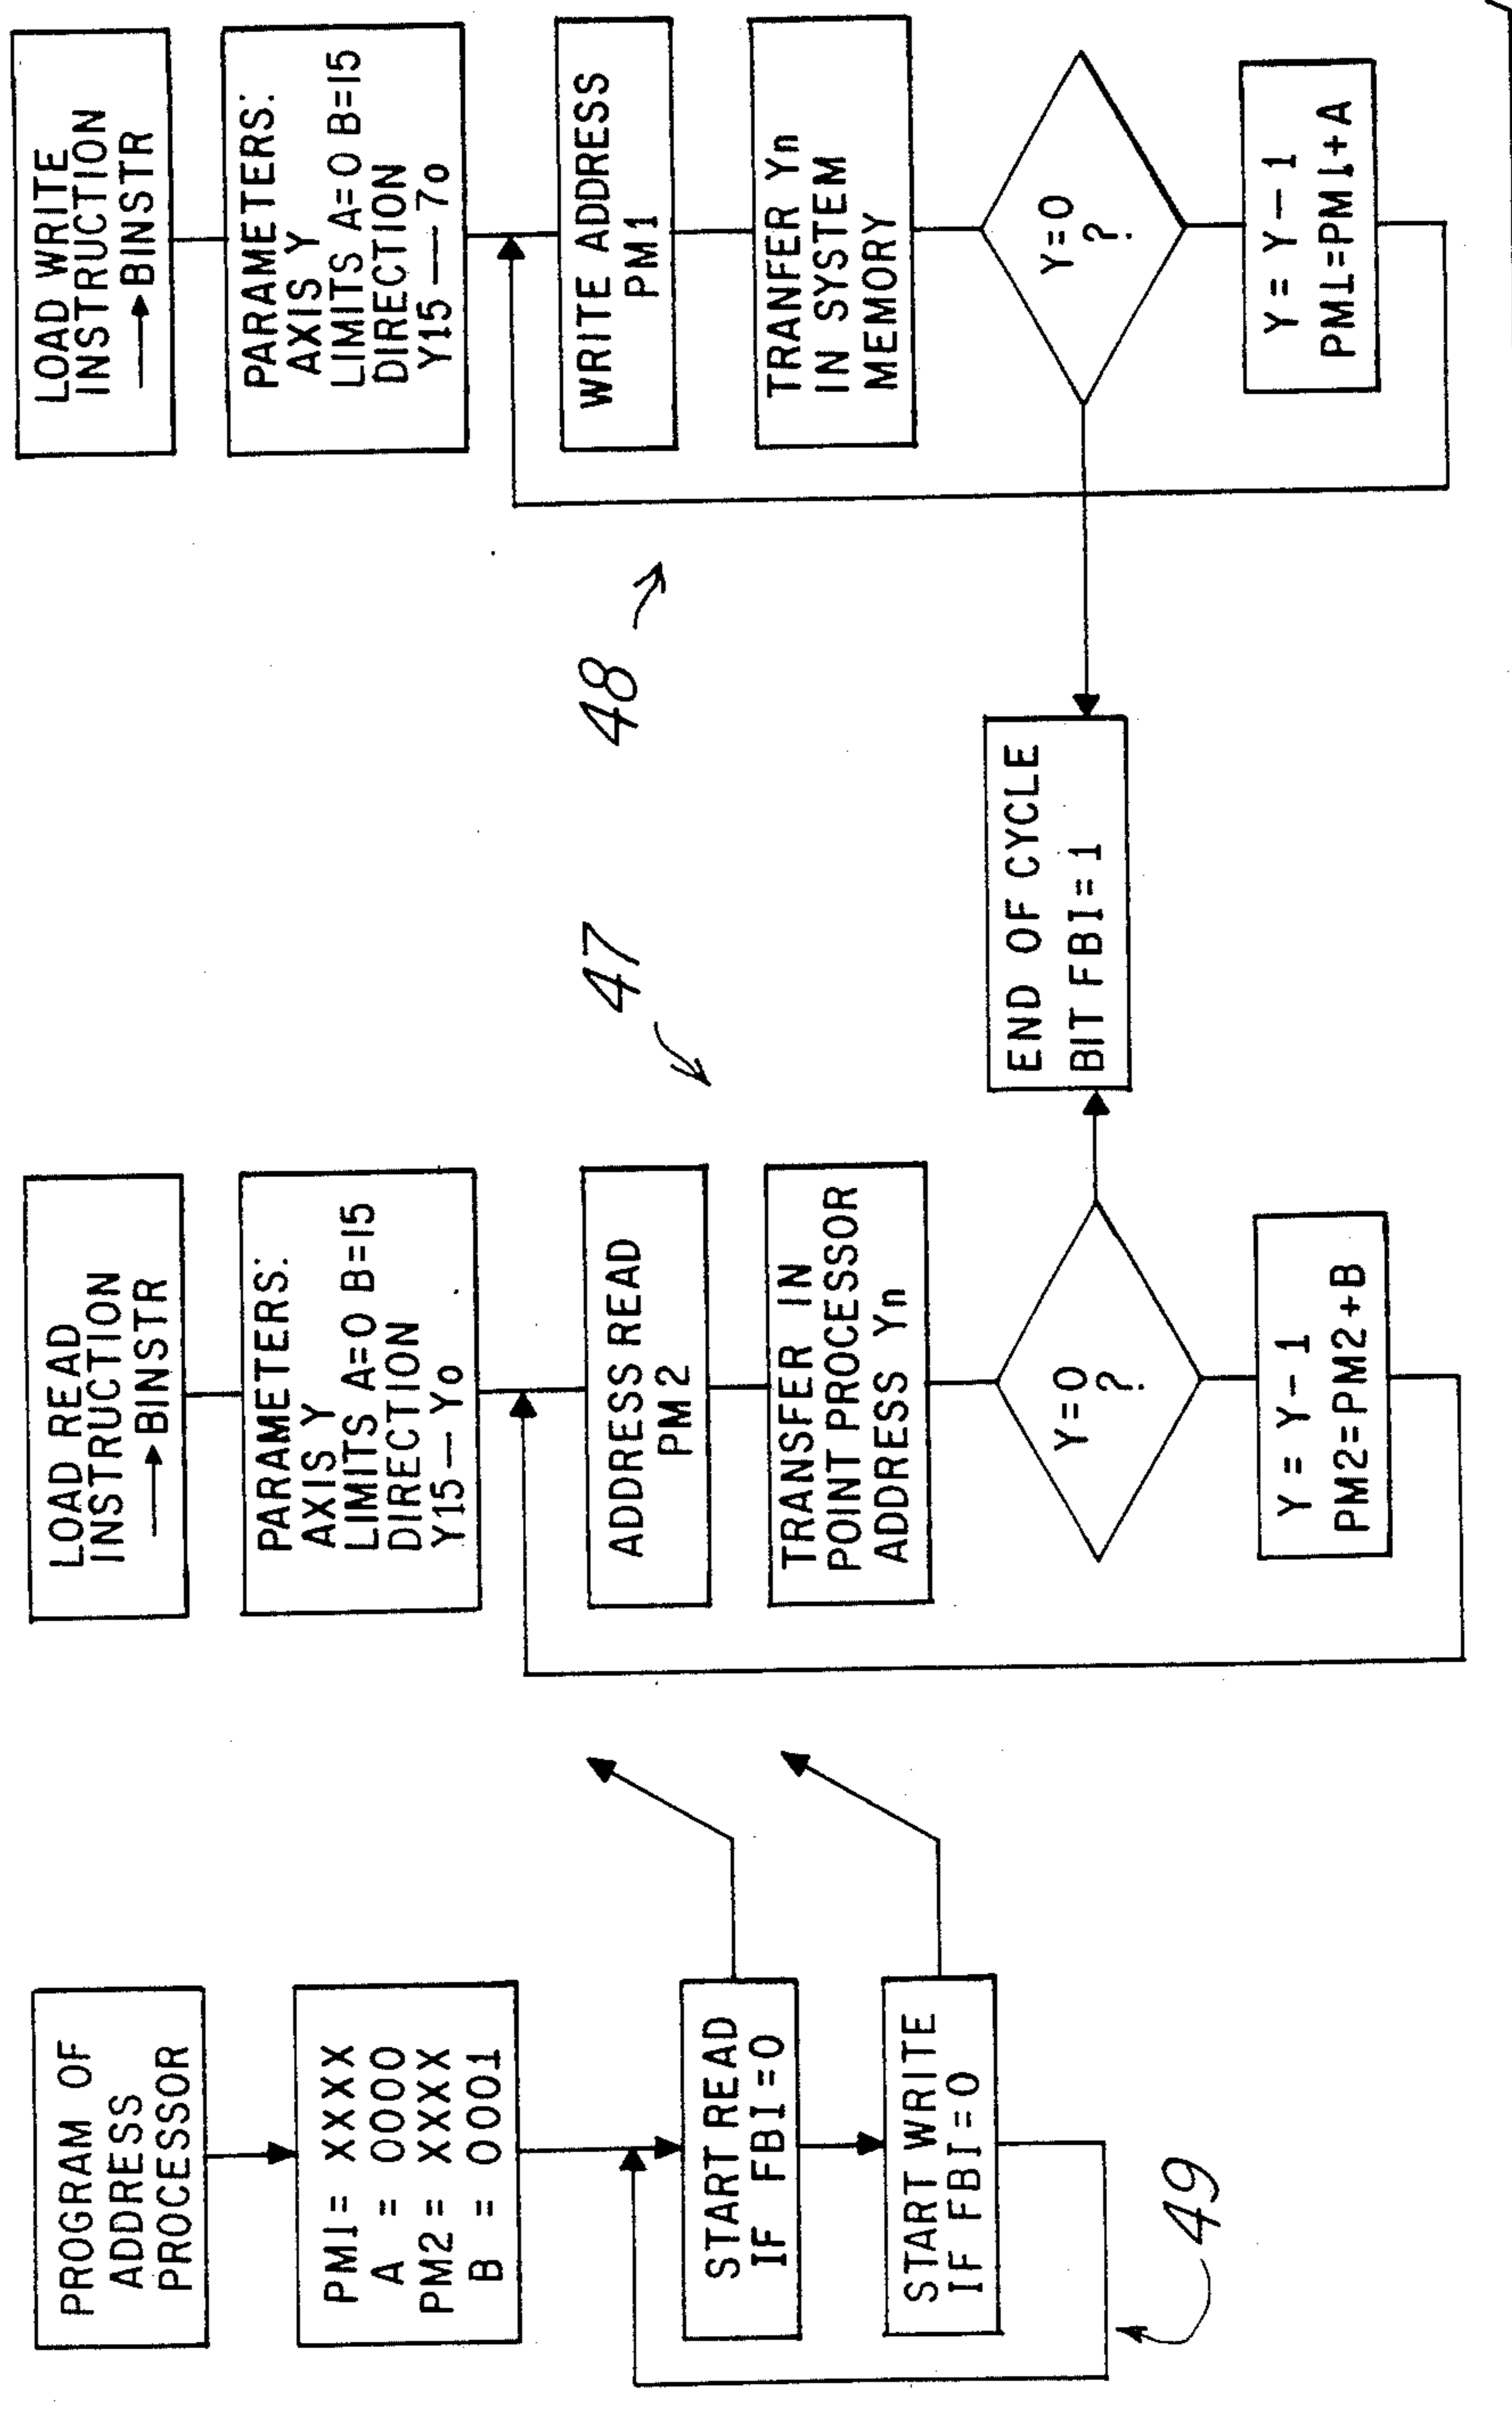 PROGRAM OF
ADDRESS
PROCESSOR
PM1= XXXX
A = 0000
PM2= XXXX
B = 0001
START READ
IF FBI=0
START WRITE
IF FBI=0
49
LOAD READ
INSTRUCTION
→ BINSTR
PARAMETERS:
AXIS Y
LIMITS A=0 B=15
DIRECTION
Y15—Yo
ADDRESS READ
PM2
TRANSFER IN
POINT PROCESSOR
ADDRESS Yn
Y=0
?
Y=Y-1
PM2=PM2+B
47
END OF CYCLE
BIT FBI=1
48
LOAD WRITE
INSTRUCTION
→ BINSTR
PARAMETERS:
AXIS Y
LIMITS A=0 B=15
DIRECTION
Y15—7o
WRITE ADDRESS
PM1
TRANFER Yn
IN SYSTEM
MEMORY
Y=0
?
Y=Y-1
PM1=PM1+A